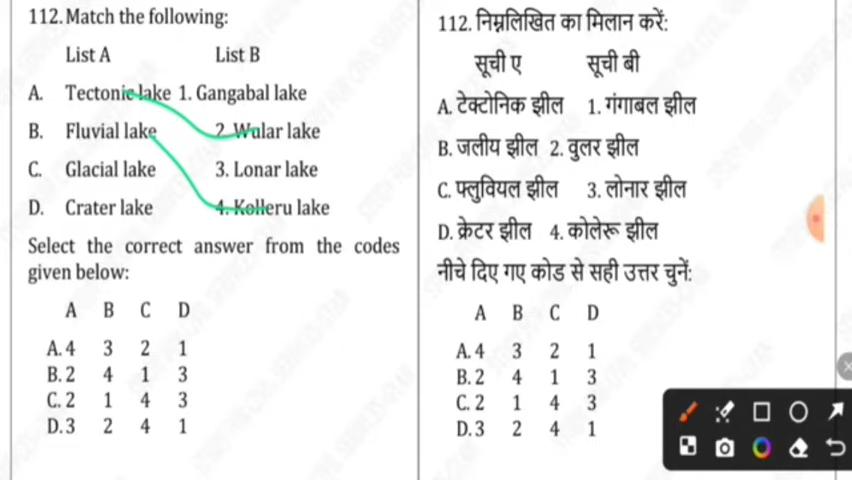 112. Match the following:
List A List B
A. Tectonic lake 1. Gangabal lake
B. Fluvial lake 2. Wular lake
C. Glacial lake 3. Lonar lake
D. Crater lake 4. Kolleru lake
Select the correct answer from the codes
given below:
A B C D
A. 4 3 2 1
B. 2 4 1 3
C. 2 1 4 3
D. 3 2 4 1
112. निम्नलिखित का मिलान करें:
सूची ए सूची बी
A. टेक्टोनिक झील 1. गंगाबल झील
B. जलीय झील 2. वुलर झील
C. फ्लुवियल झील 3. लोनार झील
D. क्रेटर झील 4. कोलेरू झील
नीचे दिए गए कोड से सही उत्तर चुनें:
A B C D
A. 4 3 2 1
B. 2 4 1 3
C. 2 1 4 3
D. 3 2 4 1